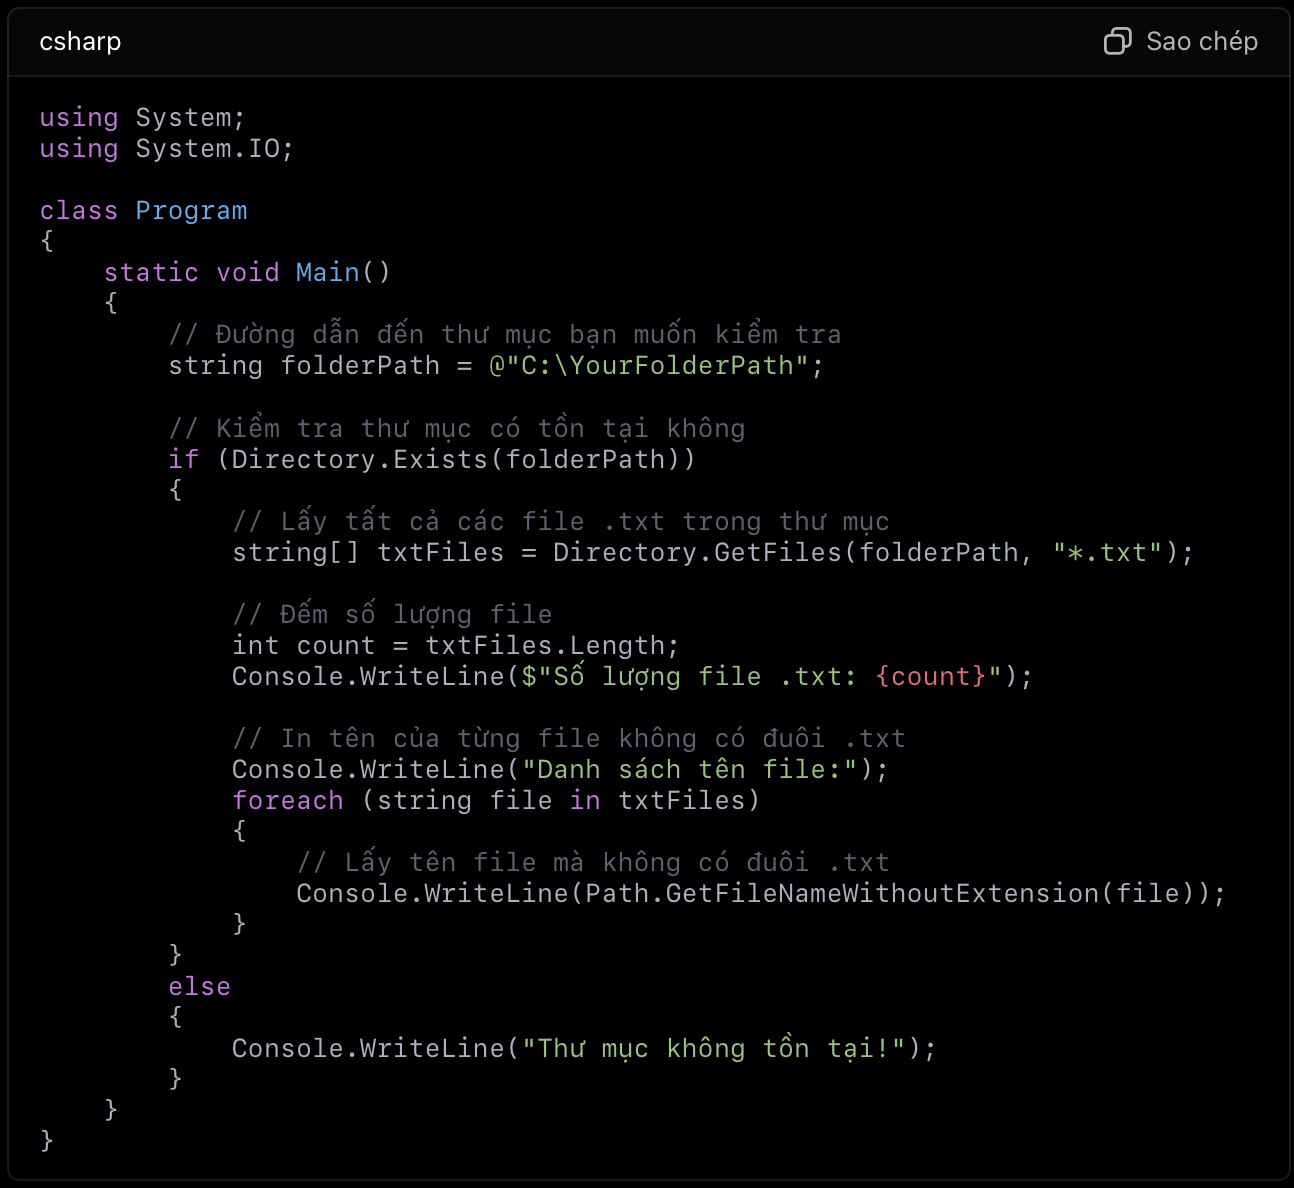 csharp
Sao chép
using System;
using System.IO;
class Program
{
static void Main()
{
// Đường dẫn đến thư mục bạn muốn kiểm tra
string folderPath = @"C:\YourFolderPath";
// Kiểm tra thư mục có tồn tại không
if (Directory.Exists(folderPath))
{
// Lấy tất cả các file .txt trong thư mục
string[] txtFiles = Directory.GetFiles(folderPath, "*.txt");
// Đếm số lượng file
int count = txtFiles.Length;
Console.WriteLine($"Số lượng file .txt: {count}");
// In tên của từng file không có đuôi .txt
Console.WriteLine("Danh sách tên file:");
foreach (string file in txtFiles)
{
// Lấy tên file mà không có đuôi .txt
Console.WriteLine(Path.GetFileNameWithoutExtension(file));
}
}
else
{
Console.WriteLine("Thư mục không tồn tại!");
}
}
}